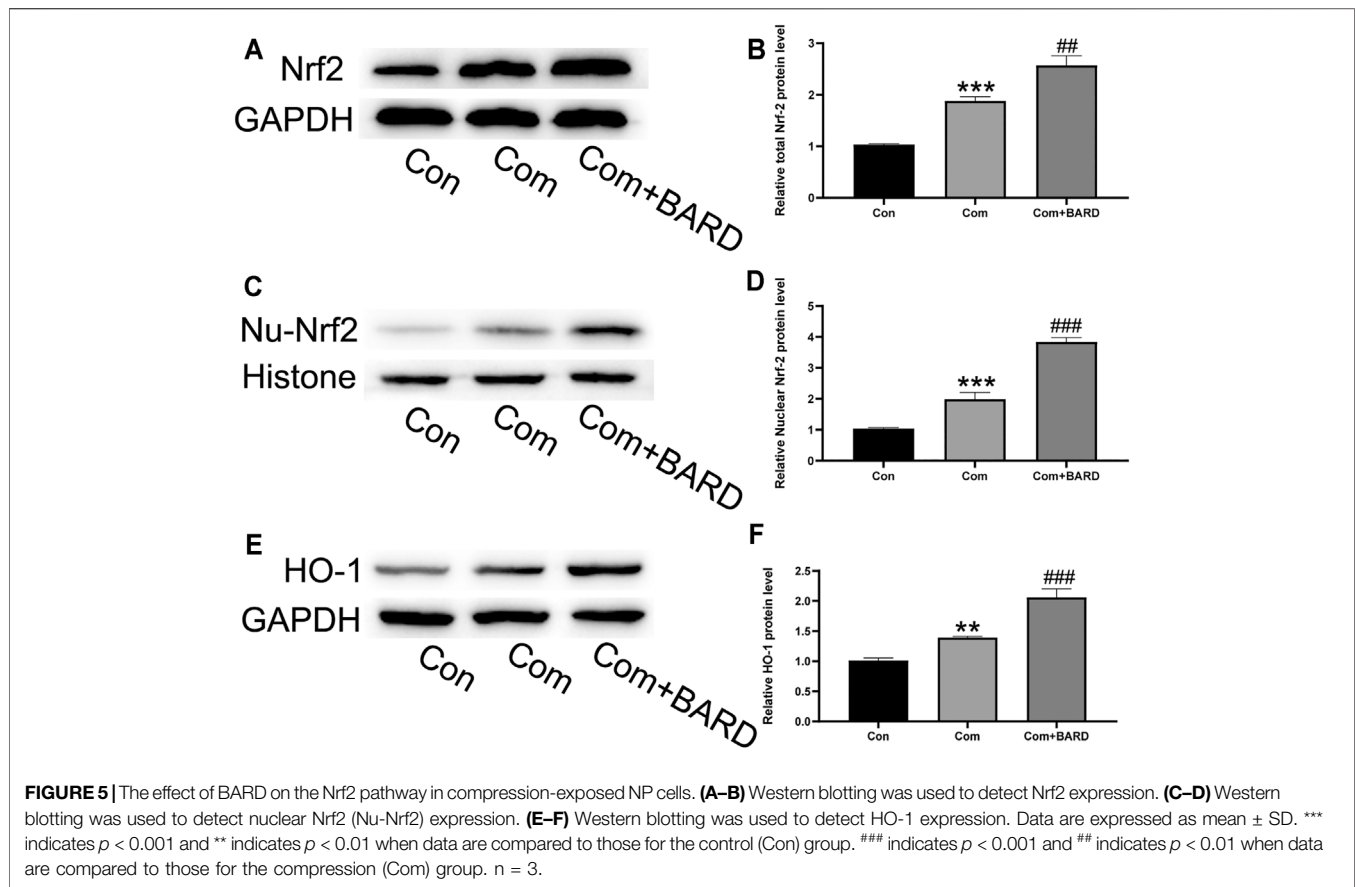 A
Nrf2
GAPDH
Con
Com
Com+BARD
B
Relative total Nrf-2 protein level
3
2
1
0
***
##
Con
Com
Com+BARD
C
Nu-Nrf2
Histone
Con
Com
Com+BARD
D
Relative Nuclear Nrf-2 protein level
5
4
3
2
1
0
***
###
Con
Com
Com+BARD
E
HO-1
GAPDH
Con
Com
Com+BARD
F
Relative HO-1 protein level
2.5
2.0
1.5
1.0
0.5
0.0
**
###
Con
Com
Com+BARD
FIGURE 5 | The effect of BARD on the Nrf2 pathway in compression-exposed NP cells. (A–B) Western blotting was used to detect Nrf2 expression. (C–D) Western
blotting was used to detect nuclear Nrf2 (Nu-Nrf2) expression. (E–F) Western blotting was used to detect HO-1 expression. Data are expressed as mean ± SD. ***
indicates p < 0.001 and ** indicates p < 0.01 when data are compared to those for the control (Con) group. ### indicates p < 0.001 and ## indicates p < 0.01 when data
are compared to those for the compression (Com) group. n = 3.